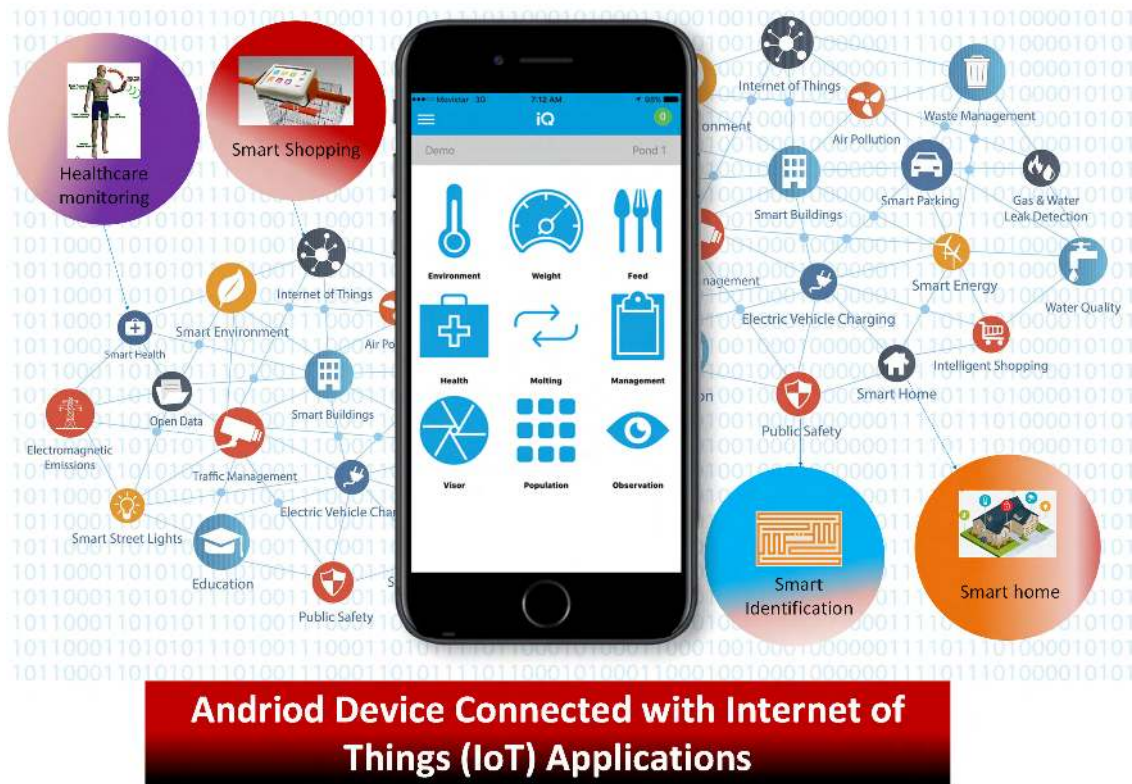 Healthcare
monitoring
Smart Shopping
Internet of Things
Waste Management
Air Pollution
Smart Buildings
Smart Parking
Gas & Water
Leak Detection
Smart Energy
Water Quality
Electric Vehicle Charging
Intelligent Shopping
Smart Home
Public Safety
Internet of Things
Smart Environment
Smart Health
Open Data
Smart Buildings
Electromagnetic
Emissions
Traffic Management
Smart Street Lights
Education
Public Safety
Movistar 3G 7:12 AM 93%
iQ
0
Demo Pond 1
Environment Weight Feed
Health Molting Management
Visor Population Observation
Smart
Identification
Smart home
Andriod Device Connected with Internet of
Things (IoT) Applications